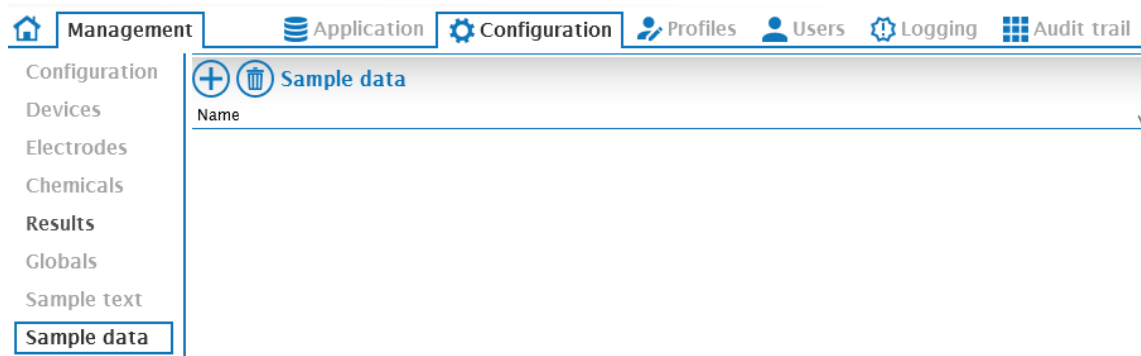 Management Application Configuration Profiles Users Logging Audit trail
Configuration
Devices
Electrodes
Chemicals
Results
Globals
Sample text
Sample data
Sample data
Name